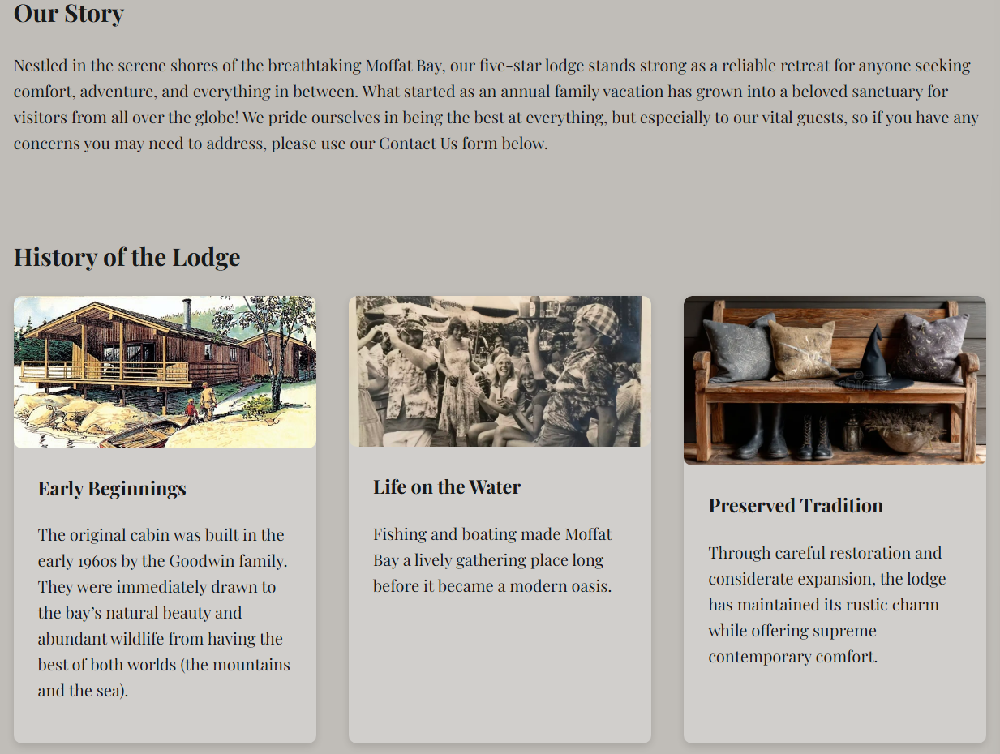 Our Story
Nestled in the serene shores of the breathtaking Moffat Bay, our five-star lodge stands strong as a reliable retreat for anyone seeking
comfort, adventure, and everything in between. What started as an annual family vacation has grown into a beloved sanctuary for
visitors from all over the globe! We pride ourselves in being the best at everything, but especially to our vital guests, so if you have any
concerns you may need to address, please use our Contact Us form below.
History of the Lodge
Early Beginnings
The original cabin was built in the
early 1960s by the Goodwin family.
They were immediately drawn to
the bay’s natural beauty and
abundant wildlife from having the
best of both worlds (the mountains
and the sea).
Life on the Water
Fishing and boating made Moffat
Bay a lively gathering place long
before it became a modern oasis.
Preserved Tradition
Through careful restoration and
considerate expansion, the lodge
has maintained its rustic charm
while offering supreme
contemporary comfort.